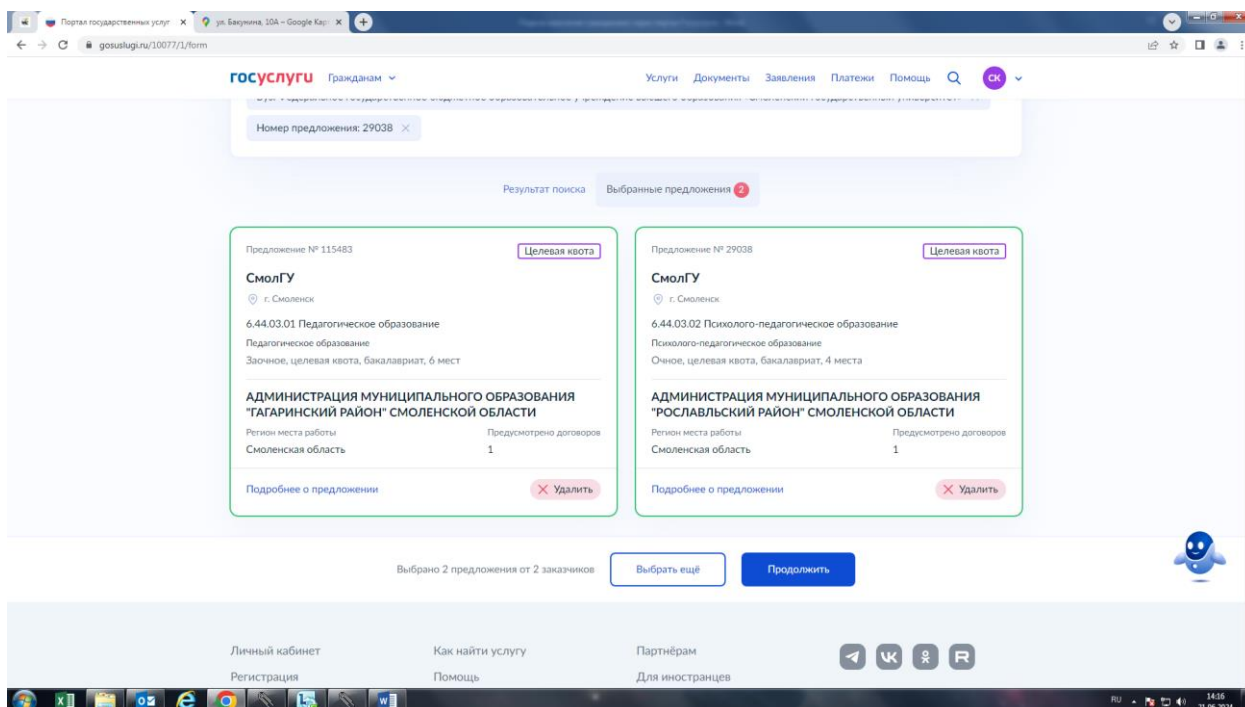 Портал государственных услуг
ул. Бакунина, 10А – Google Кар
gosuslugi.ru/10077/1/form
госуслуги Гражданам Услуги Документы Заявления Платежи Помощь СК
Номер предложения: 29038
Результат поиска Выбранные предложения 2
Предложение № 115483 Целевая квота
СмолГУ
г. Смоленск
6.44.03.01 Педагогическое образование
Педагогическое образование
Заочное, целевая квота, бакалавриат, 6 мест
АДМИНИСТРАЦИЯ МУНИЦИПАЛЬНОГО ОБРАЗОВАНИЯ
"ГАГАРИНСКИЙ РАЙОН" СМОЛЕНСКОЙ ОБЛАСТИ
Регион места работы Предусмотрено договоров
Смоленская область 1
Подробнее о предложении Удалить
Предложение № 29038 Целевая квота
СмолГУ
г. Смоленск
6.44.03.02 Психолого-педагогическое образование
Психолого-педагогическое образование
Очное, целевая квота, бакалавриат, 4 места
АДМИНИСТРАЦИЯ МУНИЦИПАЛЬНОГО ОБРАЗОВАНИЯ
"РОСЛАВЛЬСКИЙ РАЙОН" СМОЛЕНСКОЙ ОБЛАСТИ
Регион места работы Предусмотрено договоров
Смоленская область 1
Подробнее о предложении Удалить
Выбрано 2 предложения от 2 заказчиков Выбрать ещё Продолжить
Личный кабинет Как найти услугу Партнёрам
Регистрация Помощь Для иностранцев
RU 14:16
21.06.2024